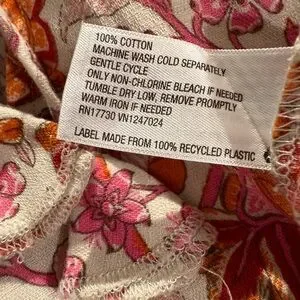 100% COTTON
MACHINE WASH COLD SEPARATELY
GENTLE CYCLE
ONLY NON-CHLORINE BLEACH IF NEEDED
TUMBLE DRY LOW, REMOVE PROMPTLY
WARM IRON IF NEEDED
RN17730 VN1247024
LABEL MADE FROM 100% RECYCLED PLASTIC